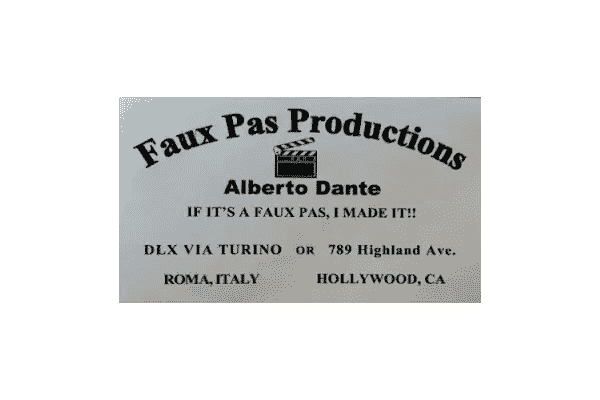 Faux Pas Productions
Alberto Dante
IF IT'S A FAUX PAS, I MADE IT!!
DLX VIA TURINO OR 789 Highland Ave.
ROMA, ITALY HOLLYWOOD, CA